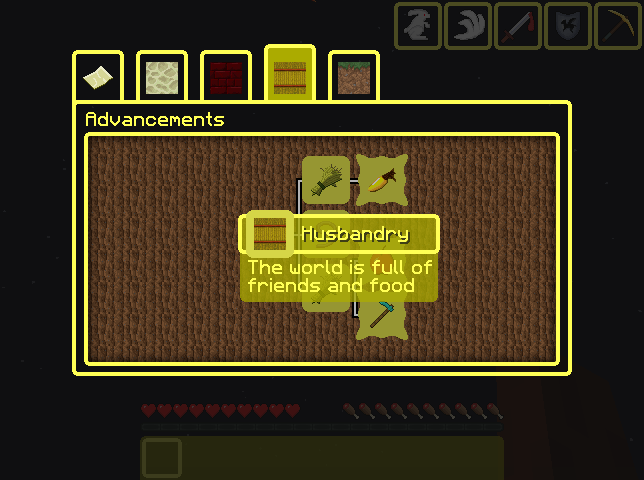 Advancements
Husbandry
The world is full of
friends and food